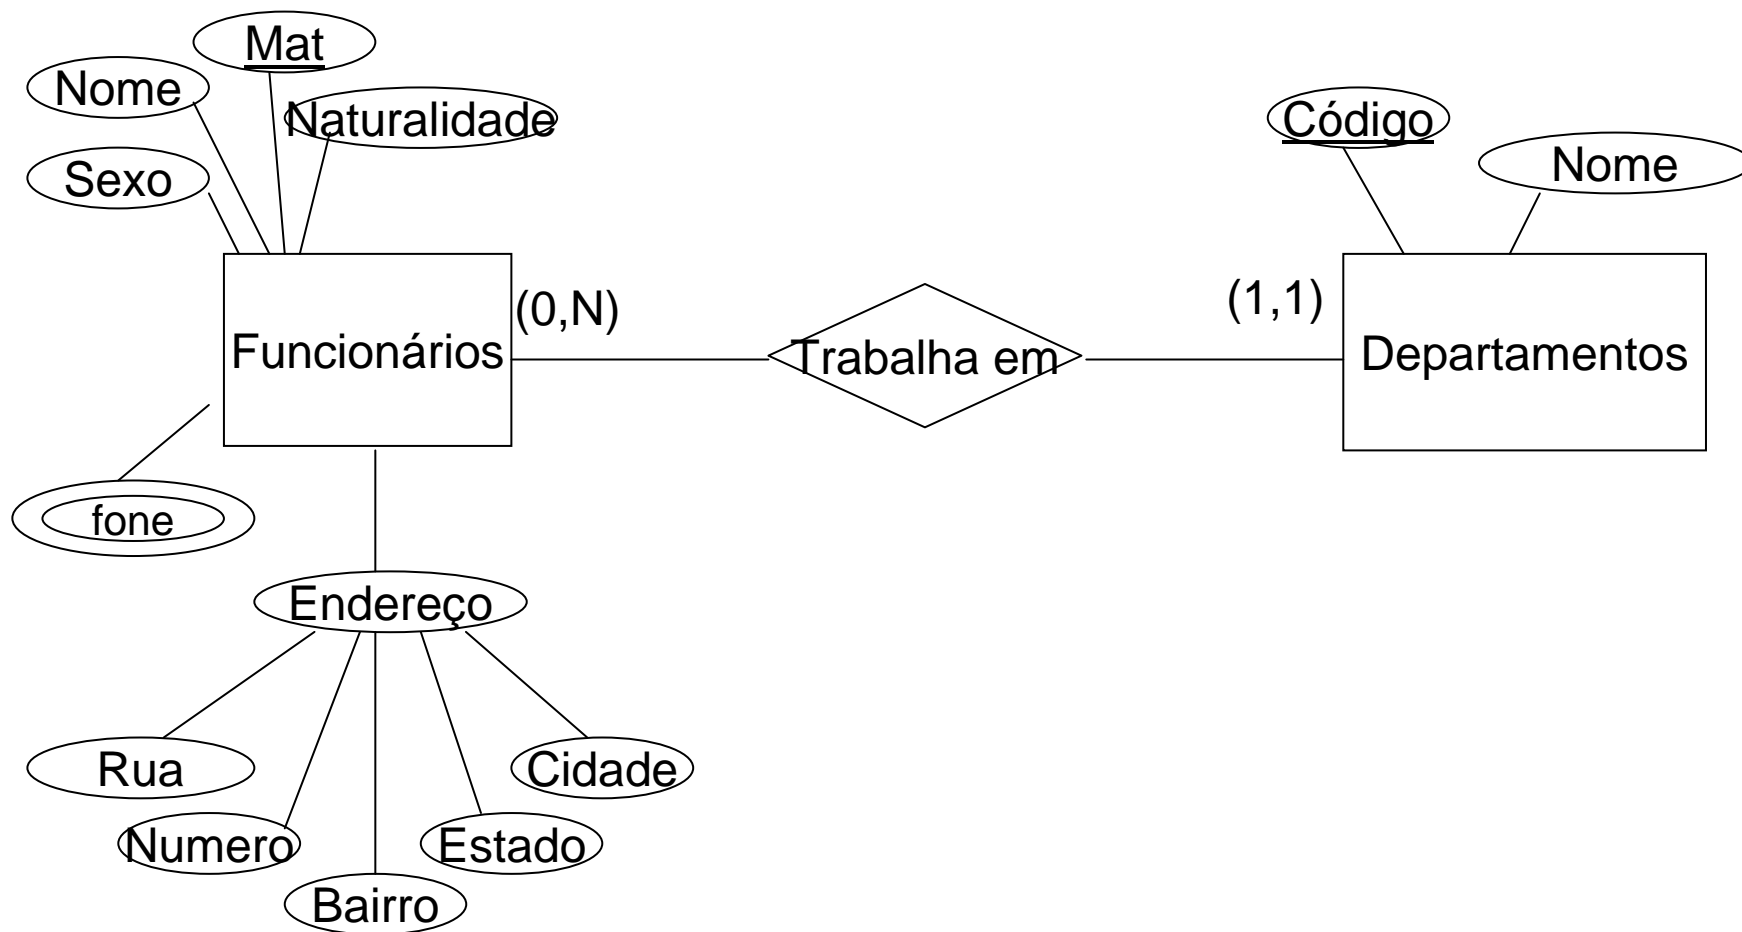 Mat
Nome
Naturalidade
Sexo
Código
Nome
(0,N)
(1,1)
Funcionários
Trabalha em
Departamentos
fone
Endereço
Rua
Cidade
Numero
Estado
Bairro